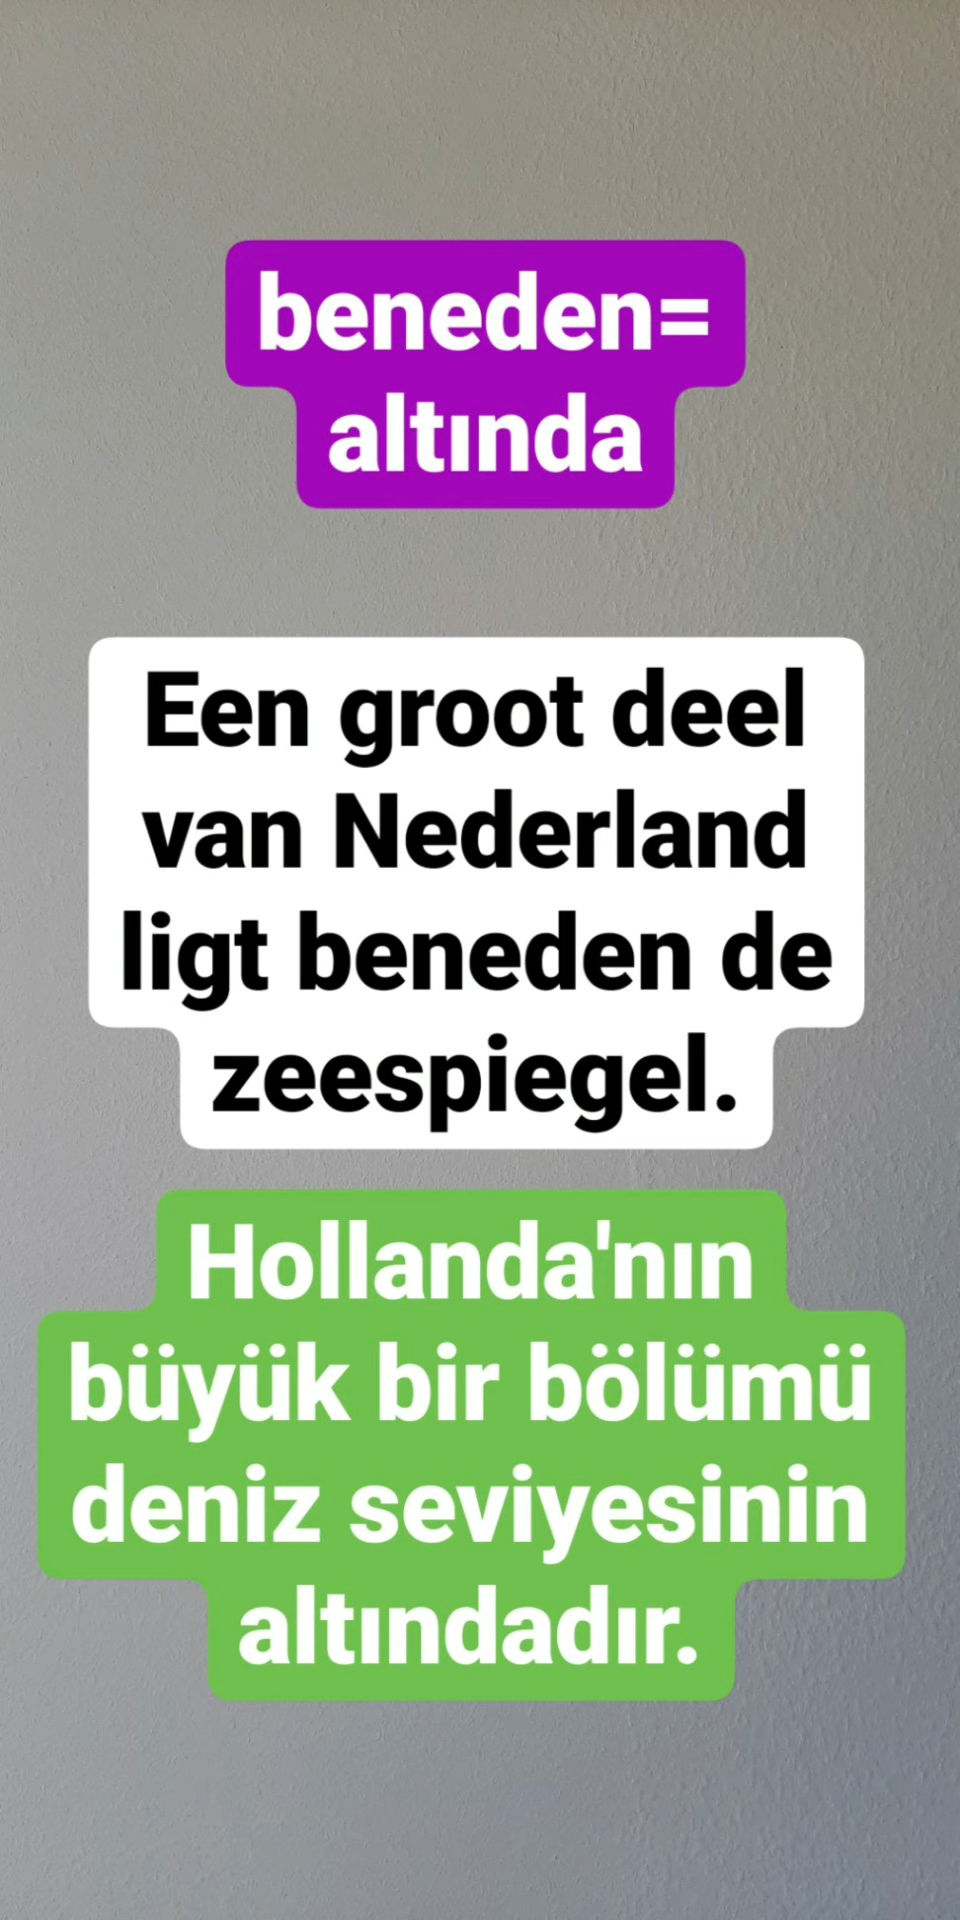 beneden=
altında
Een groot deel
van Nederland
ligt beneden de
zeespiegel.
Hollanda'nın
büyük bir bölümü
deniz seviyesinin
altındadır.